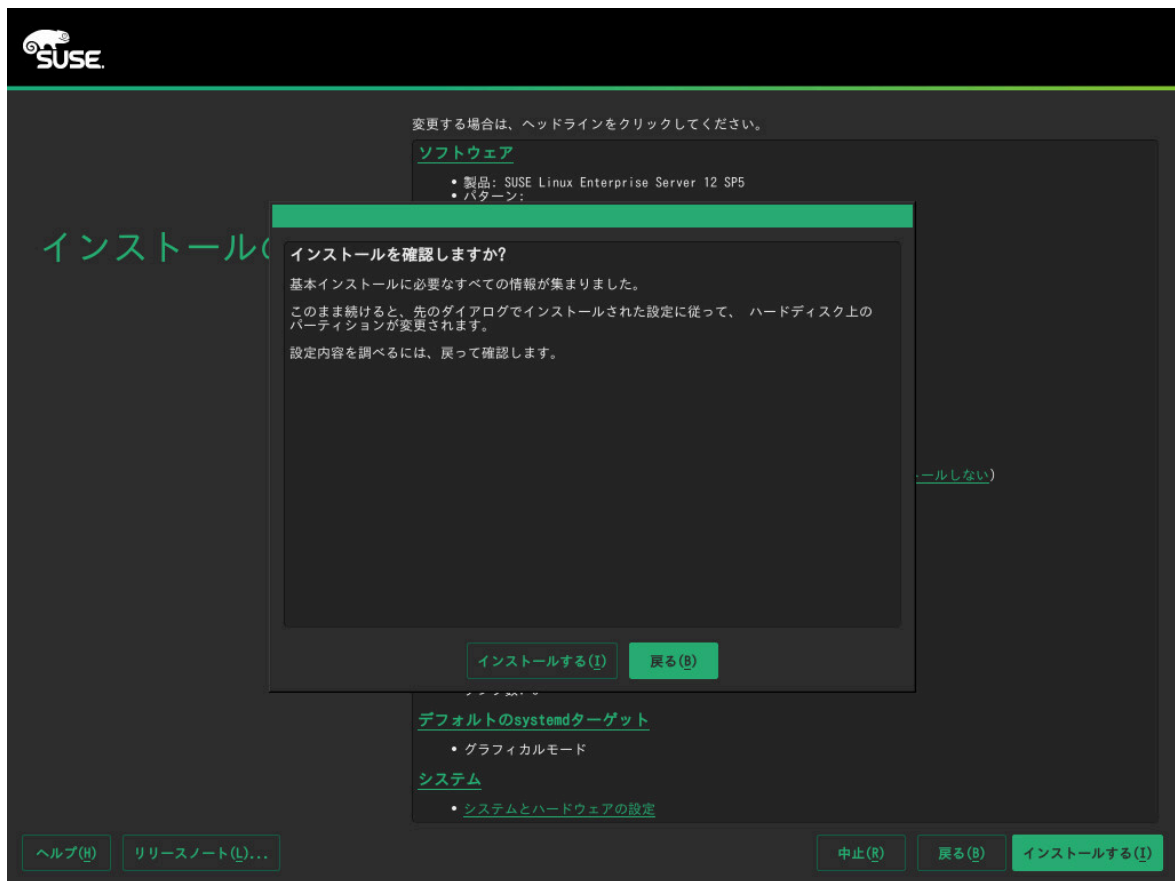 SUSE.
変更する場合は、ヘッドラインをクリックしてください。
ソフトウェア
• 製品: SUSE Linux Enterprise Server 12 SP5
• パターン:
インストールの
インストールを確認しますか?
基本インストールに必要なすべての情報が集まりました。
このまま続けると、先のダイアログでインストールされた設定に従って、 ハードディスク上の
パーティションが変更されます。
設定内容を調べるには、戻って確認します。
ールしない)
インストールする(I) 戻る(B)
デフォルトのsystemdターゲット
• グラフィカルモード
システム
• システムとハードウェアの設定
ヘルプ(H) リリースノート(L)... 中止(R) 戻る(B) インストールする(I)